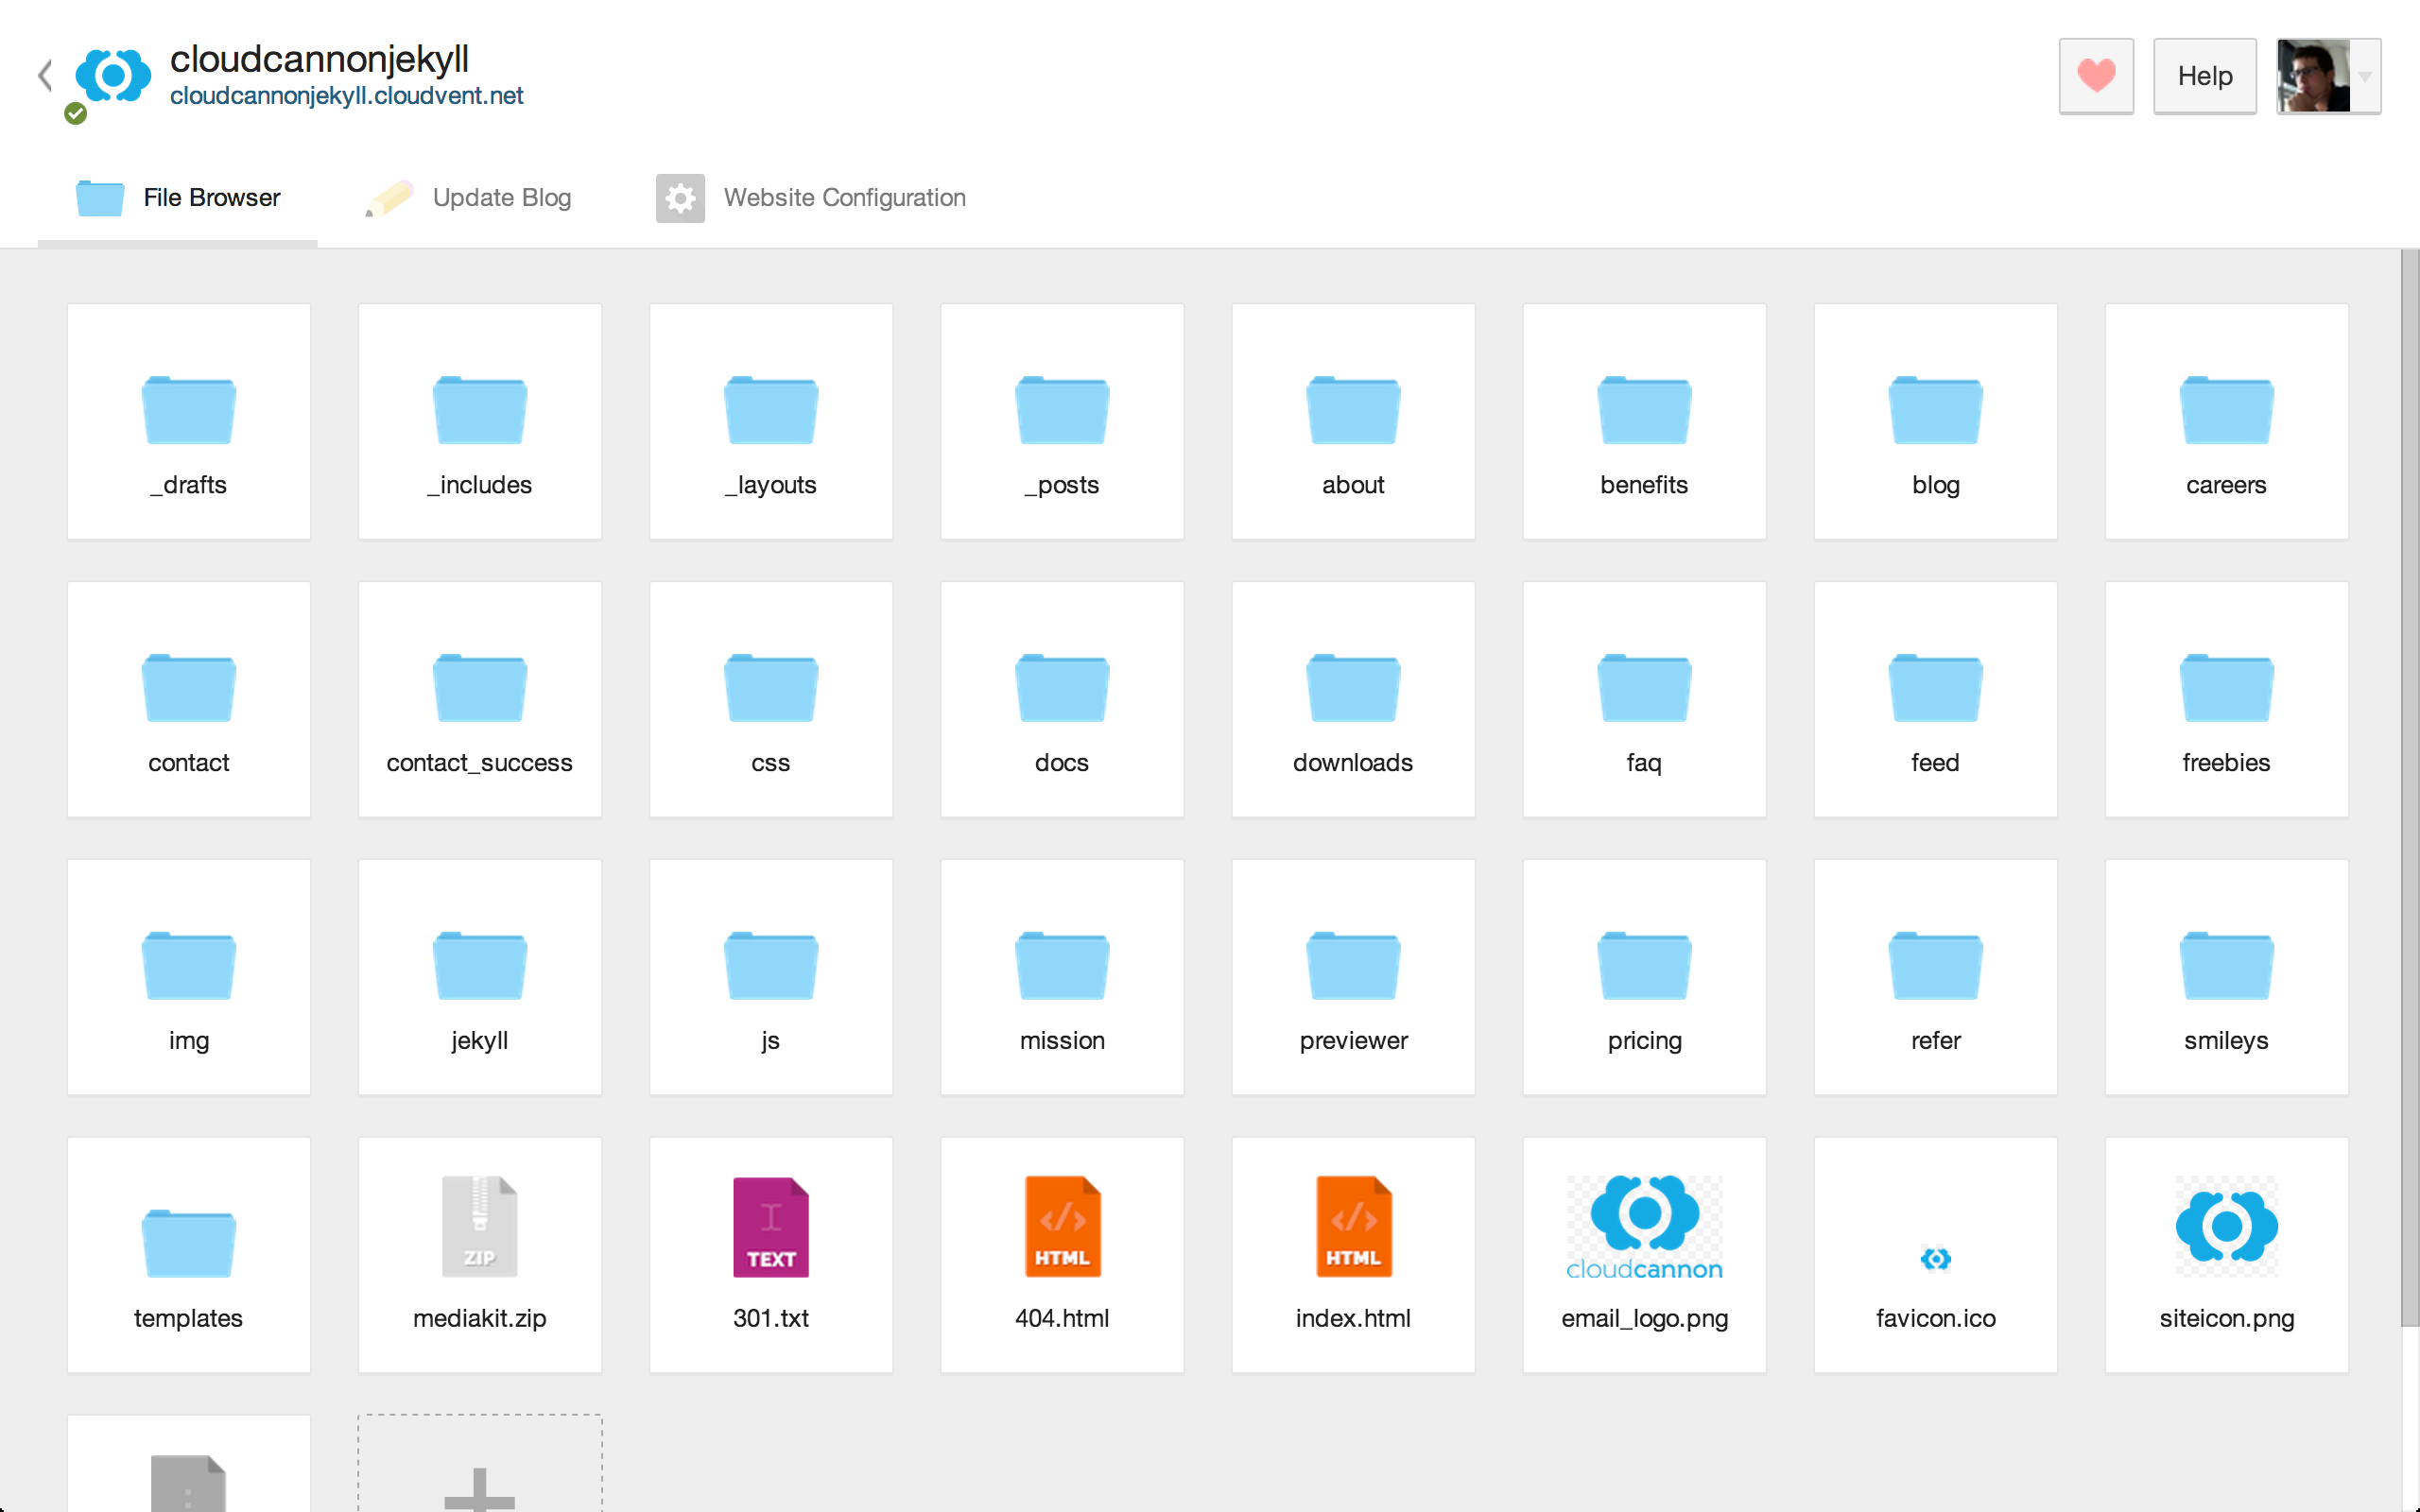 cloudcannonjekyll
cloudcannonjekyll.cloudvent.net
Help
File Browser
Update Blog
Website Configuration
_drafts
_includes
_layouts
_posts
about
benefits
blog
careers
contact
contact_success
css
docs
downloads
faq
feed
freebies
img
jekyll
js
mission
previewer
pricing
refer
smileys
ZIP
TEXT
</>
HTML
</>
HTML
cloudcannon
templates
mediakit.zip
301.txt
404.html
index.html
email_logo.png
favicon.ico
siteicon.png